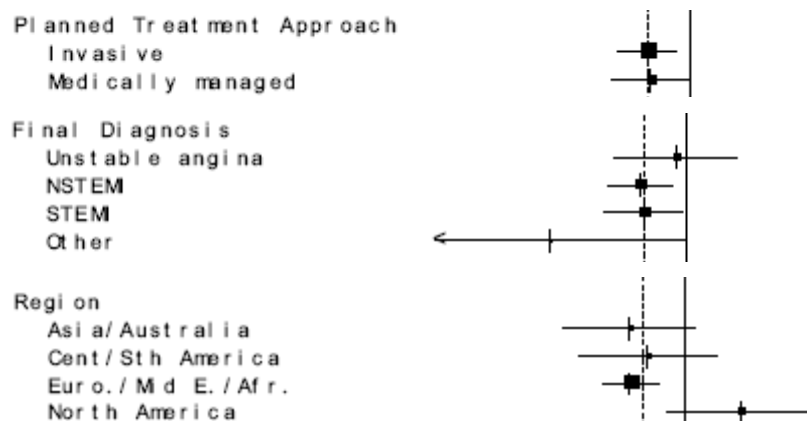 Planned Treatment Approach
Invasive
Medically managed
Final Diagnosis
Unstable angina
NSTEMI
STEMI
Other
Region
Asia/Australia
Cent/Sth America
Euro./Mid E./Afr.
North America